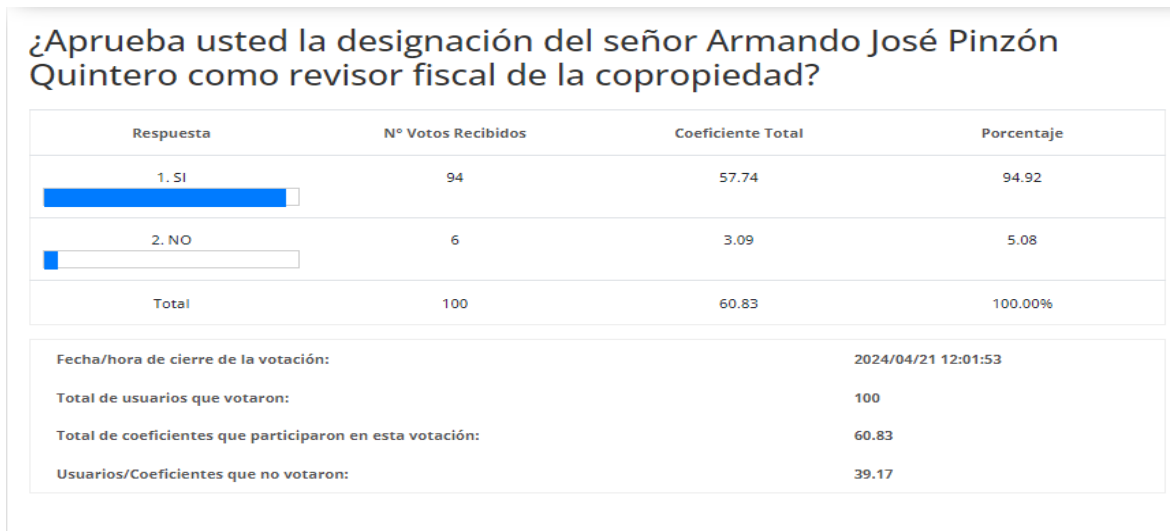 ¿Aprueba usted la designación del señor Armando José Pinzón
Quintero como revisor fiscal de la copropiedad?
Respuesta Nº Votos Recibidos Coeficiente Total Porcentaje
1. SI 94 57.74 94.92
2. NO 6 3.09 5.08
Total 100 60.83 100.00%
Fecha/hora de cierre de la votación: 2024/04/21 12:01:53
Total de usuarios que votaron: 100
Total de coeficientes que participaron en esta votación: 60.83
Usuarios/Coeficientes que no votaron: 39.17